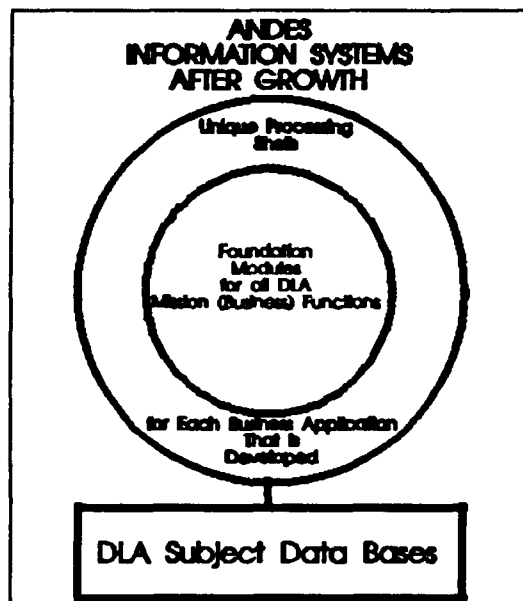 ANDES
INFORMATION SYSTEMS
AFTER GROWTH
Unique Processing
Shells
Foundation
Modules
for all DLA
Mission (Business) Functions
for Each Business Application
That is
Developed
DLA Subject Data Bases